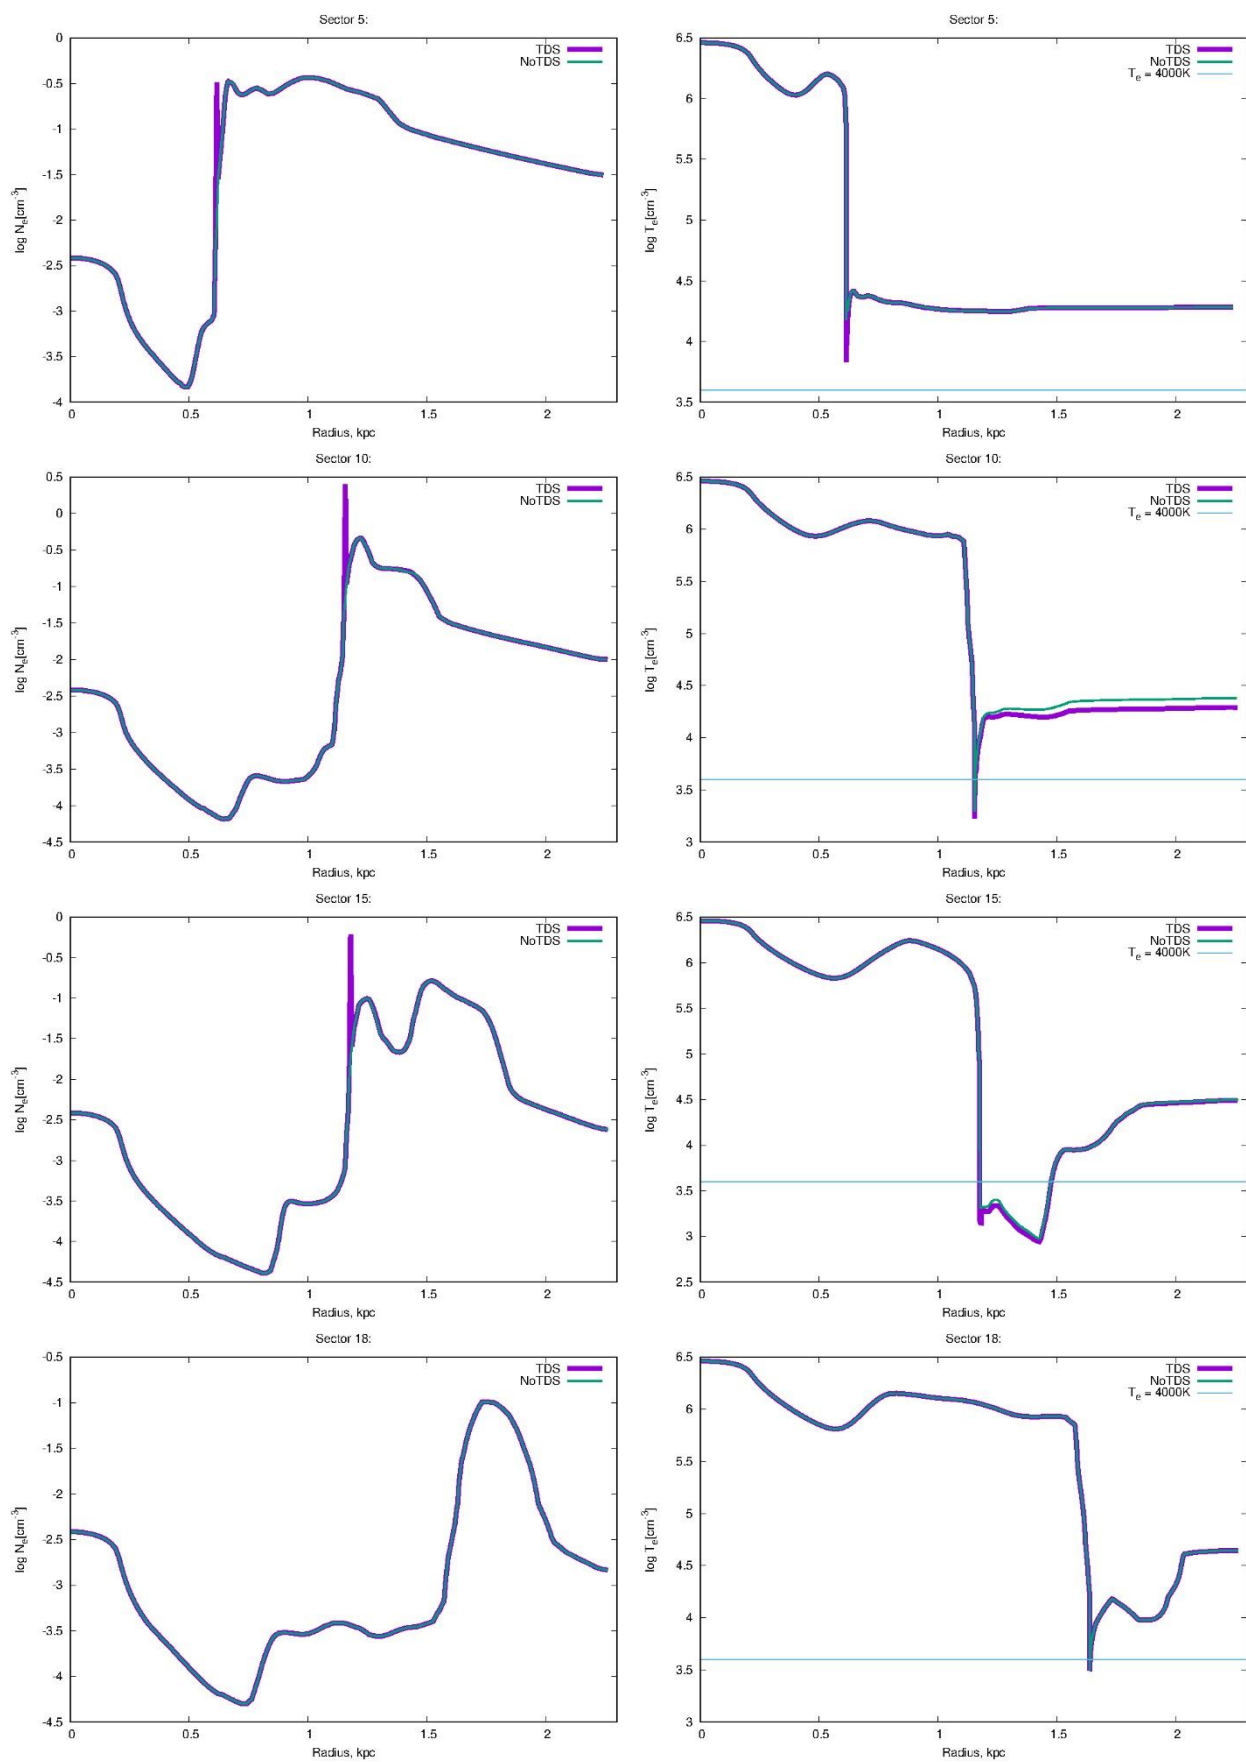 Sector 5:
log Nₑ[cm⁻³]
0
-0.5
-1
-1.5
-2
-2.5
-3
-3.5
-4
TDS
NoTDS
0 0.5 1 1.5 2
Radius, kpc
Sector 5:
log Tₑ[cm⁻³]
6.5
6
5.5
5
4.5
4
3.5
TDS
NoTDS
Tₑ = 4000K
0 0.5 1 1.5 2
Radius, kpc
Sector 10:
log Nₑ[cm⁻³]
0.5
0
-0.5
-1
-1.5
-2
-2.5
-3
-3.5
-4
-4.5
TDS
NoTDS
0 0.5 1 1.5 2
Radius, kpc
Sector 10:
log Tₑ[cm⁻³]
6.5
6
5.5
5
4.5
4
3.5
3
TDS
NoTDS
Tₑ = 4000K
0 0.5 1 1.5 2
Radius, kpc
Sector 15:
log Nₑ[cm⁻³]
0
-0.5
-1
-1.5
-2
-2.5
-3
-3.5
-4
-4.5
TDS
NoTDS
0 0.5 1 1.5 2
Radius, kpc
Sector 15:
log Tₑ[cm⁻³]
6.5
6
5.5
5
4.5
4
3.5
3
2.5
TDS
NoTDS
Tₑ = 4000K
0 0.5 1 1.5 2
Radius, kpc
Sector 18:
log Nₑ[cm⁻³]
-0.5
-1
-1.5
-2
-2.5
-3
-3.5
-4
-4.5
TDS
NoTDS
0 0.5 1 1.5 2
Radius, kpc
Sector 18:
log Tₑ[cm⁻³]
6.5
6
5.5
5
4.5
4
3.5
3
TDS
NoTDS
Tₑ = 4000K
0 0.5 1 1.5 2
Radius, kpc